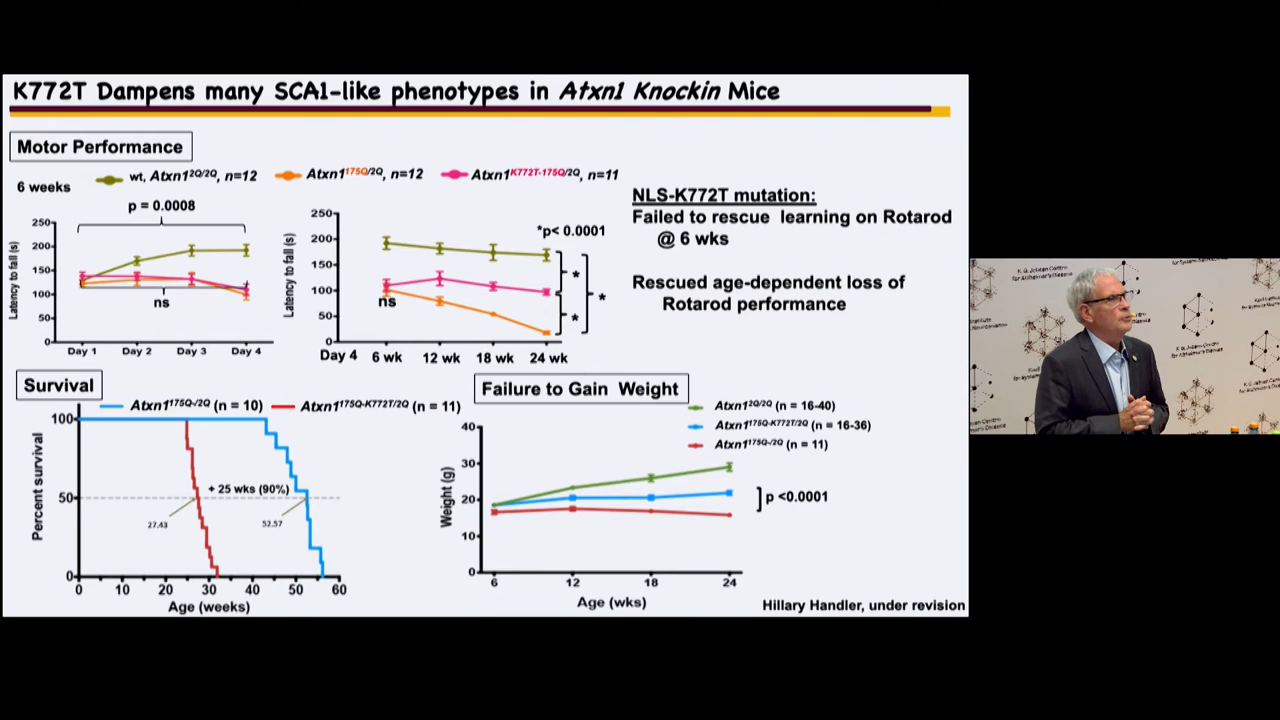 K772T Dampens many SCA1-like phenotypes in Atxn1 Knockin Mice
Motor Performance
6 weeks
wt, Atxn1 2Q/2Q, n=12
Atxn1 175Q/2Q, n=12
Atxn1 K772T-175Q/2Q, n=11
p = 0.0008
Latency to fall (s)
250
200
150
100
50
0
ns
Day 1 Day 2 Day 3 Day 4
Latency to fall (s)
250
200
150
100
50
0
*p< 0.0001
ns
*
*
*
Day 4 6 wk 12 wk 18 wk 24 wk
NLS-K772T mutation:
Failed to rescue learning on Rotarod
@ 6 wks
Rescued age-dependent loss of
Rotarod performance
Survival
Atxn1 175Q-/2Q (n = 10)
Atxn1 175Q-K772T/2Q (n = 11)
Percent survival
100
50
0
+ 25 wks (90%)
27.43
52.57
0 10 20 30 40 50 60
Age (weeks)
Failure to Gain Weight
Atxn1 2Q/2Q (n = 16-40)
Atxn1 175Q-K772T/2Q (n = 16-36)
Atxn1 175Q-/2Q (n = 11)
Weight (g)
40
30
20
10
0
p <0.0001
6 12 18 24
Age (wks)
Hillary Handler, under revision
K. G. Jebsen Centre
for Alzheimer's Disease